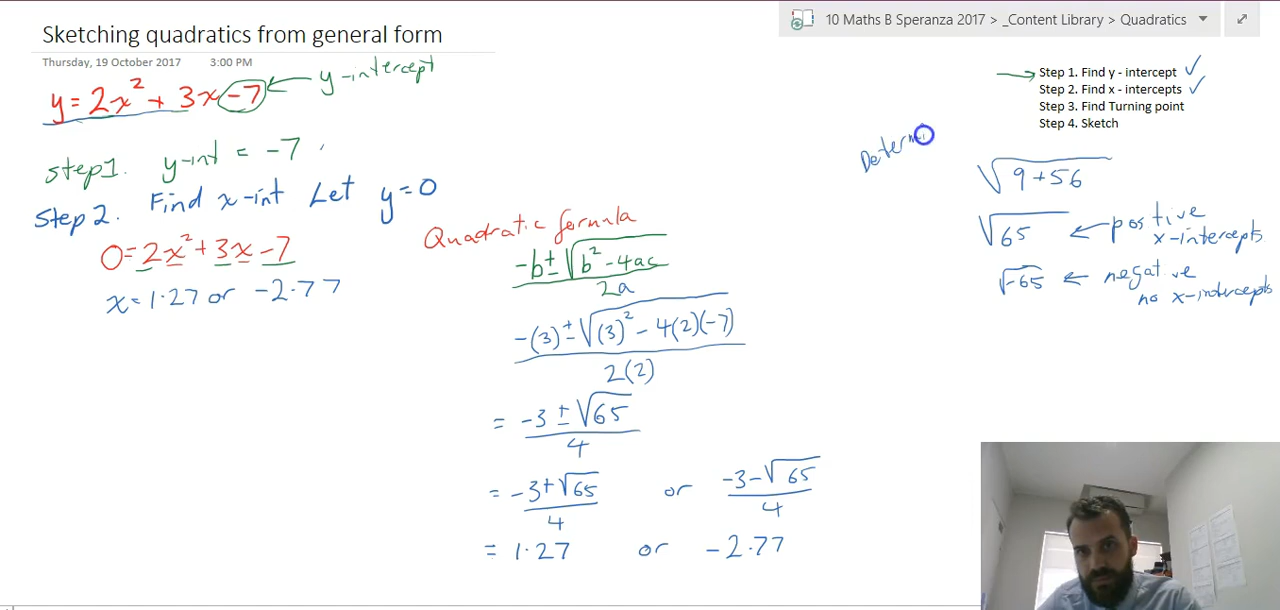 Sketching quadratics from general form
Thursday, 19 October 2017 3:00 PM
10 Maths B Speranza 2017 > _Content Library > Quadratics
y=2x²+3x-7 ← y-intercept
Step 1. Find y - intercept ✓
Step 2. Find x - intercepts ✓
Step 3. Find Turning point
Step 4. Sketch
step1. y-int = -7
Step 2. Find x-int Let y=0
0=2x²+3x-7
x=1.27 or -2.77
Quadratic formula
-b±√b²-4ac
2a
-(3)±√(3)²-4(2)(-7)
2(2)
= -3±√65
4
= -3+√65 or -3-√65
4 4
= 1.27 or -2.77
Determi
√9+56
√65 ← positive
x-intercepts
√-65 ← negative
no x-intercepts